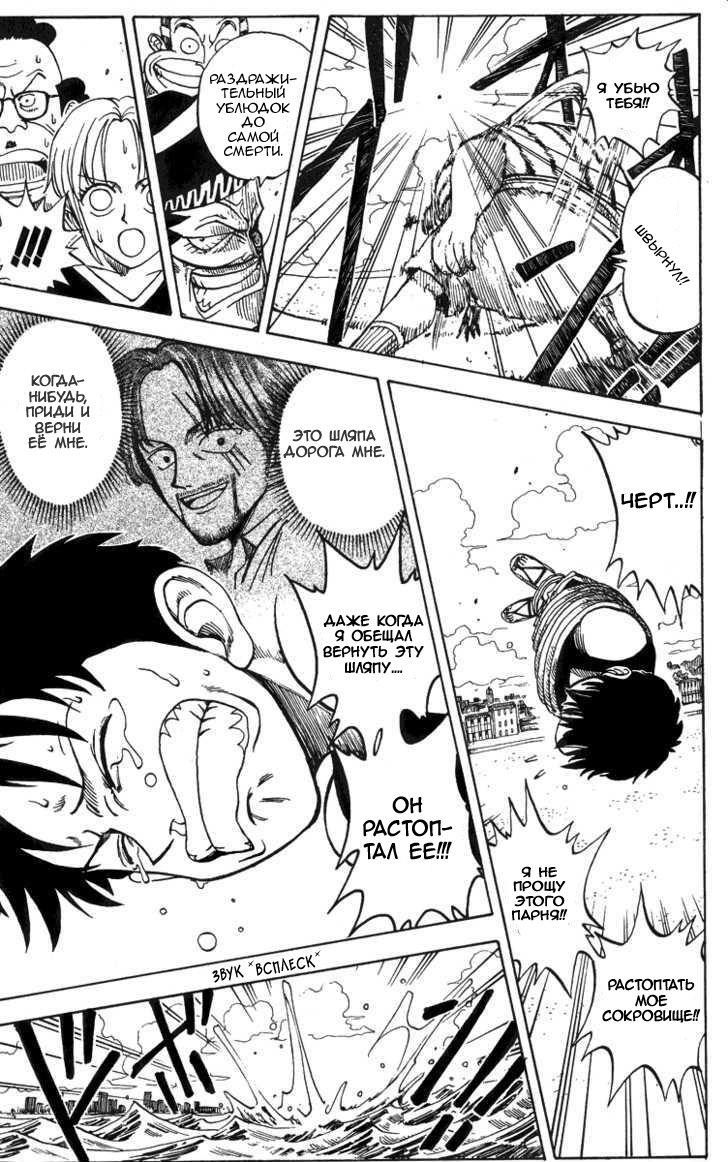 Я УБЬЮ
ТЕБЯ!!
ШВЫРНУЛ!!
РАЗДРАЖИ-
ТЕЛЬНЫЙ
УБЛЮДОК
ДО
САМОЙ
СМЕРТИ.
!!!
ЧЕРТ..!!
ЭТО ШЛЯПА
ДОРОГА МНЕ.
КОГДА-
НИБУДЬ,
ПРИДИ И
ВЕРНИ
ЕЁ МНЕ.
ДАЖЕ КОГДА
Я ОБЕЩАЛ
ВЕРНУТЬ ЭТУ
ШЛЯПУ....
ОН
РАСТОП-
ТАЛ ЕЕ!!!
Я НЕ
ПРОЩУ
ЭТОГО
ПАРНЯ!!
РАСТОПТАТЬ
МОЕ
СОКРОВИЩЕ!!
ЗВУК *ВСПЛЕСК*